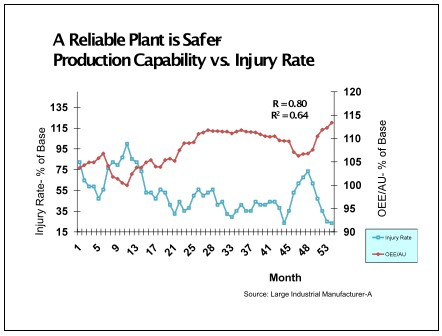 A Reliable Plant is Safer-
Production Capability vs. Injury Rate
R = 0.80
R² = 0.64
Injury Rate- % of Base
135
115
95
75
55
35
15
120
115
110
105
100
95
90
OEE/AU- % of Base
1 5 9 13 17 21 25 29 33 37 41 45 49 53
Month
Injury Rate
OEE/AU
Source: Large Industrial Manufacturer-A